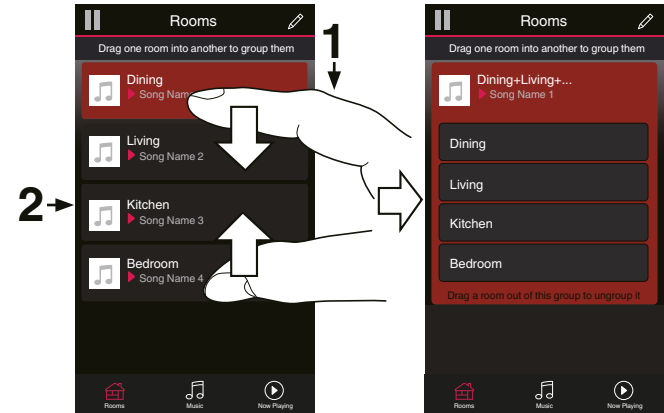 Rooms
Drag one room into another to group them
Dining
Song Nam
Living
Song Name 2
Kitchen
Song Name 3
Bedroom
Song Name 4
Rooms
Music
Now Playing
1
2
Rooms
Drag one room into another to group them
Dining+Living+...
Song Name 1
Dining
Living
Kitchen
Bedroom
Drag a room out of this group to ungroup it
Rooms
Music
Now Playing